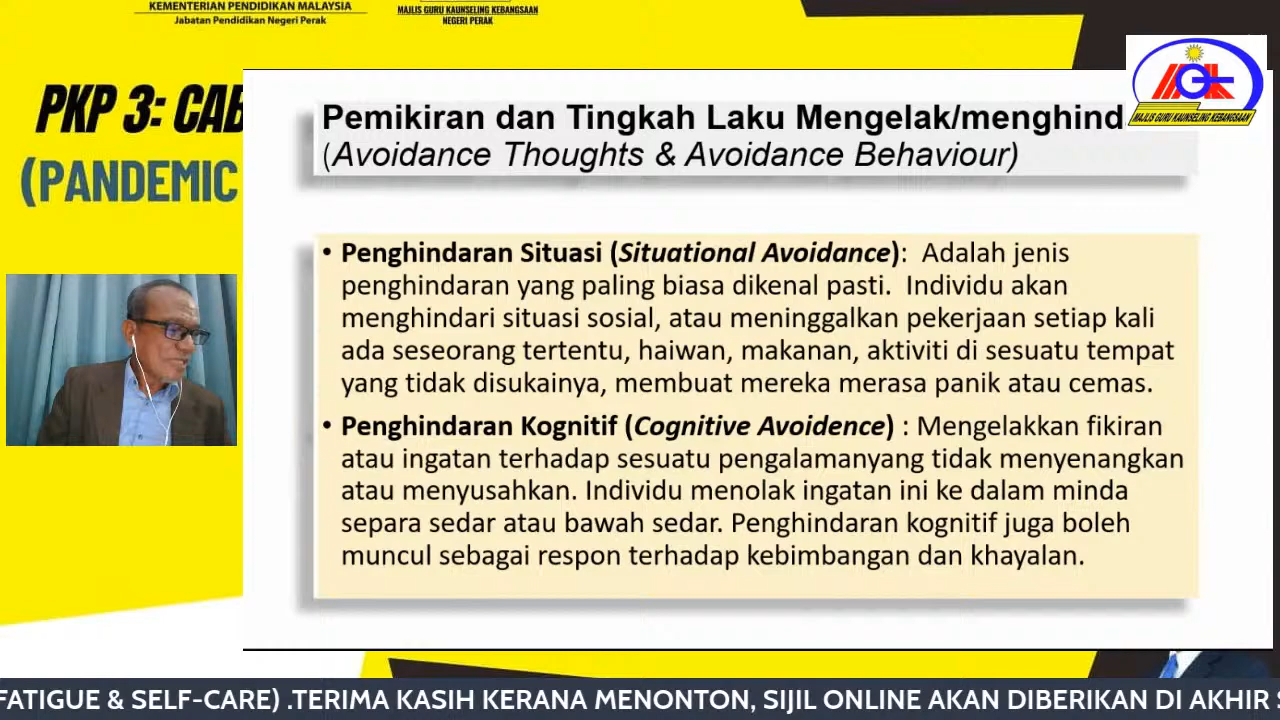 KEMENTERIAN PENDIDIKAN MALAYSIA
Jabatan Pendidikan Negeri Perak
MAJLIS GURU KAUNSELING KEBANGSAAN
NEGERI PERAK
PKP 3: CAB
(PANDEMIC
MAJLIS GURU KAUNSELING KEBANGSAAN
Pemikiran dan Tingkah Laku Mengelak/menghind
(Avoidance Thoughts & Avoidance Behaviour)
• Penghindaran Situasi (Situational Avoidance): Adalah jenis
penghindaran yang paling biasa dikenal pasti. Individu akan
menghindari situasi sosial, atau meninggalkan pekerjaan setiap kali
ada seseorang tertentu, haiwan, makanan, aktiviti di sesuatu tempat
yang tidak disukainya, membuat mereka merasa panik atau cemas.
• Penghindaran Kognitif (Cognitive Avoidence) : Mengelakkan fikiran
atau ingatan terhadap sesuatu pengalamanyang tidak menyenangkan
atau menyusahkan. Individu menolak ingatan ini ke dalam minda
separa sedar atau bawah sedar. Penghindaran kognitif juga boleh
muncul sebagai respon terhadap kebimbangan dan khayalan.
FATIGUE & SELF-CARE) .TERIMA KASIH KERANA MENONTON, SIJIL ONLINE AKAN DIBERIKAN DI AKHIR